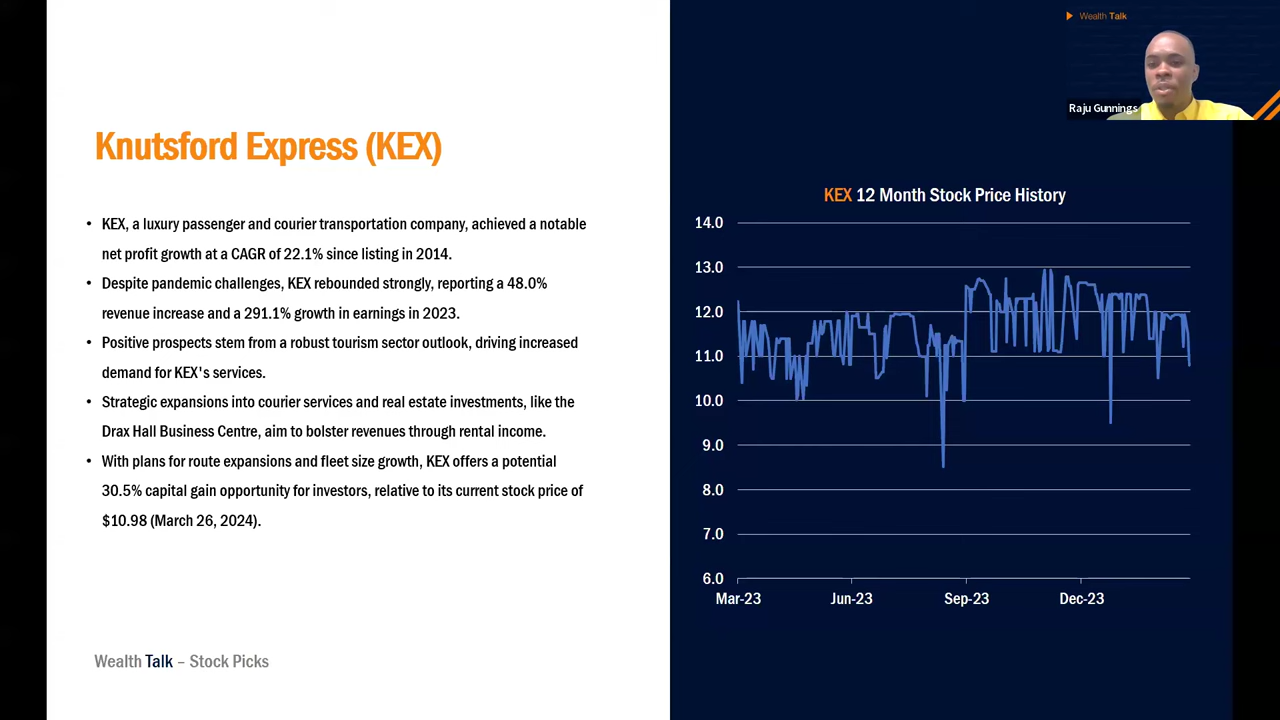 Wealth Talk
Raju Gunnings
Knutsford Express (KEX)
• KEX, a luxury passenger and courier transportation company, achieved a notable
net profit growth at a CAGR of 22.1% since listing in 2014.
• Despite pandemic challenges, KEX rebounded strongly, reporting a 48.0%
revenue increase and a 291.1% growth in earnings in 2023.
• Positive prospects stem from a robust tourism sector outlook, driving increased
demand for KEX's services.
• Strategic expansions into courier services and real estate investments, like the
Drax Hall Business Centre, aim to bolster revenues through rental income.
• With plans for route expansions and fleet size growth, KEX offers a potential
30.5% capital gain opportunity for investors, relative to its current stock price of
$10.98 (March 26, 2024).
Wealth Talk – Stock Picks
KEX 12 Month Stock Price History
14.0
13.0
12.0
11.0
10.0
9.0
8.0
7.0
6.0
Mar-23 Jun-23 Sep-23 Dec-23